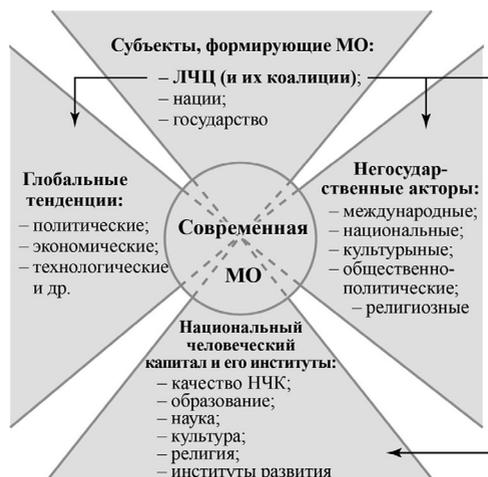 Субъекты, формирующие МО:
– ЛЧЦ (и их коалиции);
– нации;
– государство
Глобальные
тенденции:
– политические;
– экономические;
– технологические
и др.
Современная
МО
Негосудар-
ственные акторы:
– международные;
– национальные;
– культурыные;
– общественно-
политические;
– религиозные
Национальный
человеческий
капитал и его институты:
– качество НЧК;
– образование;
– наука;
– культура;
– религия;
– институты развития